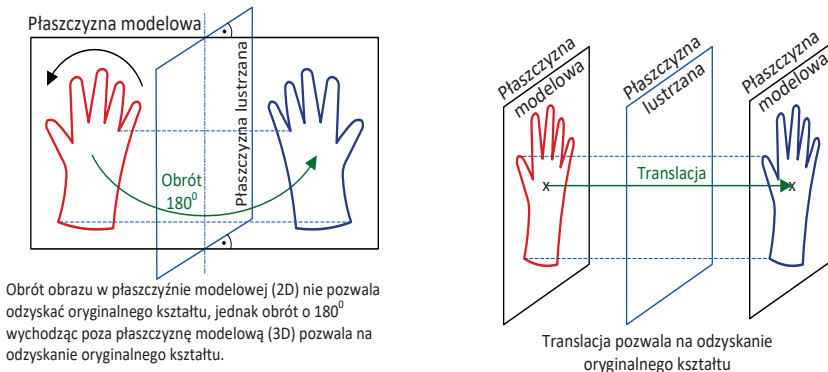 Płaszczyzna modelowa
Płaszczyzna lustrzana
Obrót
180⁰
Obrót obrazu w płaszczyźnie modelowej (2D) nie pozwala
odzyskać oryginalnego kształtu, jednak obrót o 180⁰
wychodząc poza płaszczyznę modelową (3D) pozwala na
odzyskanie oryginalnego kształtu.
Płaszczyzna
modelowa
Płaszczyzna
lustrzana
Płaszczyzna
modelowa
Translacja
x
x
Translacja pozwala na odzyskanie
oryginalnego kształtu